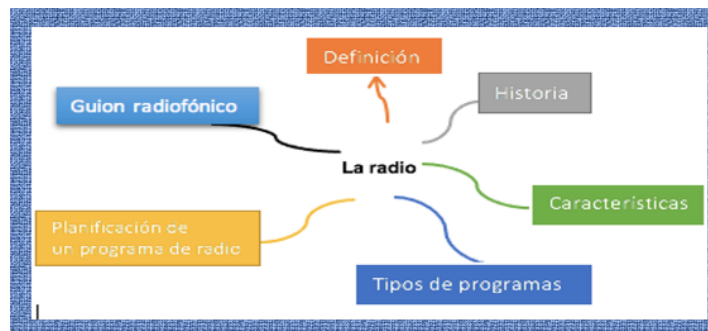 Definición
Historia
Guion radiofónico
La radio
Características
Planificación de
un programa de radio
Tipos de programas